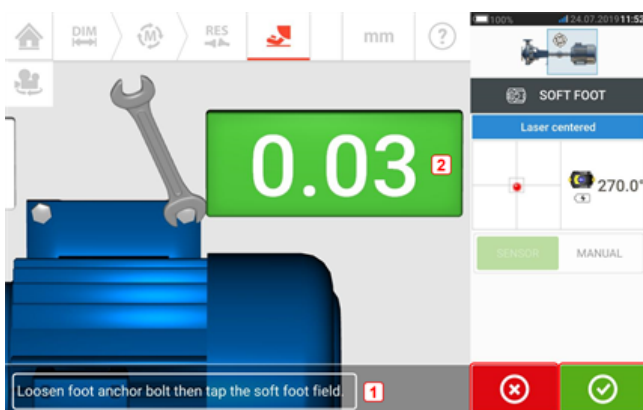 DIM
M
RES
mm
?
100%
24.07.2019 11:52
SOFT FOOT
Laser centered
0.03
2
270.0°
SENSOR
MANUAL
Loosen foot anchor bolt then tap the soft foot field.
1